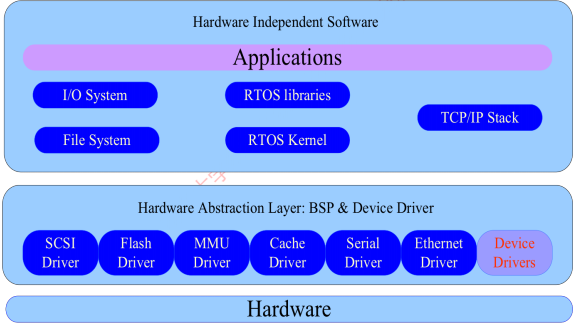 Hardware Independent Software
Applications
I/O System
RTOS libraries
TCP/IP Stack
File System
RTOS Kernel
Hardware Abstraction Layer: BSP & Device Driver
SCSI
Driver
Flash
Driver
MMU
Driver
Cache
Driver
Serial
Driver
Ethernet
Driver
Device
Drivers
Hardware